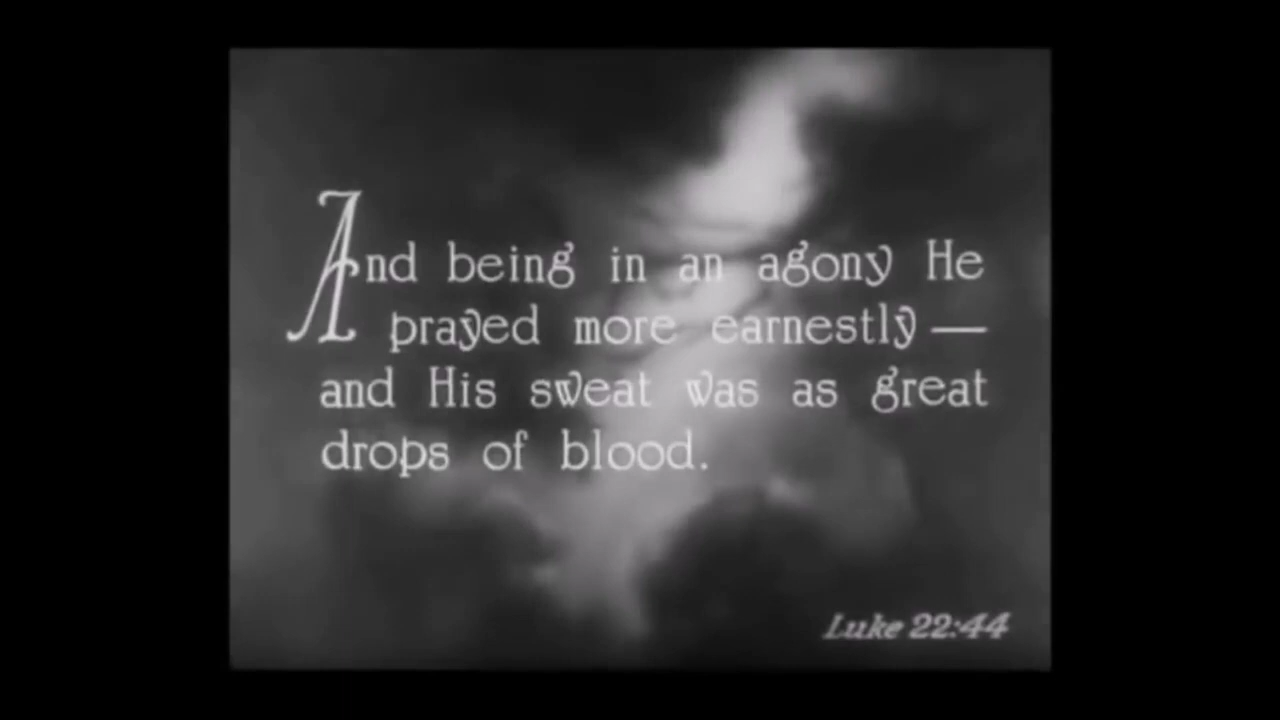 And being in an agony He
prayed more earnestly —
and His sweat was as great
drops of blood.
Luke 22:44